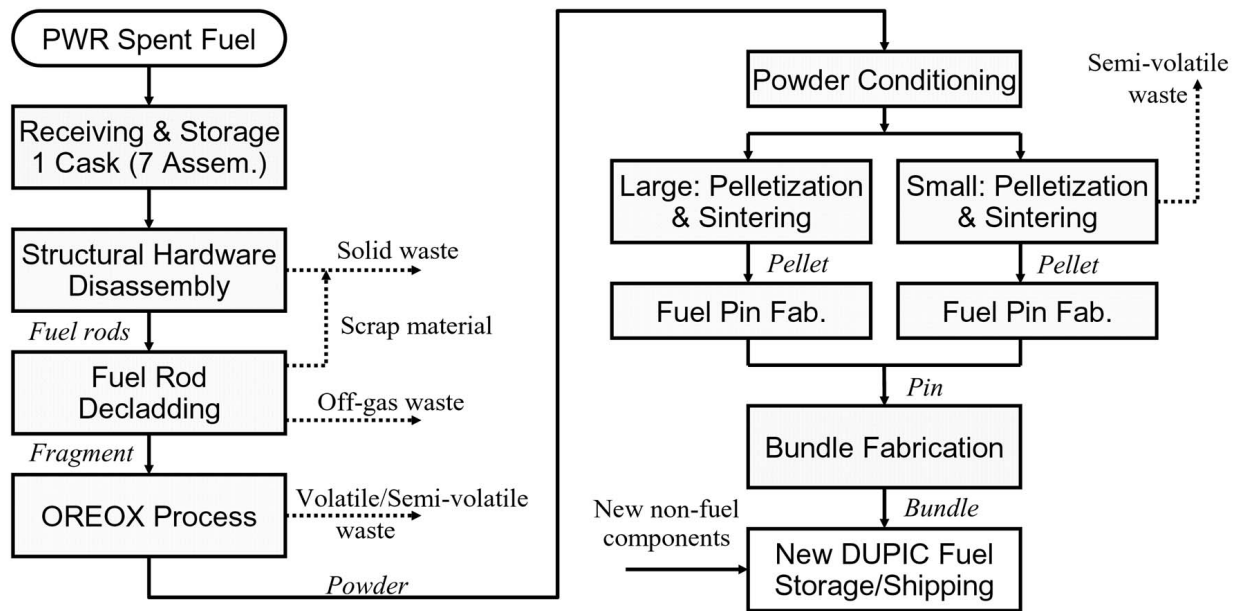 PWR Spent Fuel
Receiving & Storage
1 Cask (7 Assem.)
Structural Hardware
Disassembly
Solid waste
Scrap material
Fuel rods
Fuel Rod
Decladding
Off-gas waste
Fragment
OREOX Process
Volatile/Semi-volatile
waste
Powder
Powder Conditioning
Semi-volatile
waste
Large: Pelletization
& Sintering
Small: Pelletization
& Sintering
Pellet
Pellet
Fuel Pin Fab.
Fuel Pin Fab.
Pin
Bundle Fabrication
Bundle
New non-fuel
components
New DUPIC Fuel
Storage/Shipping